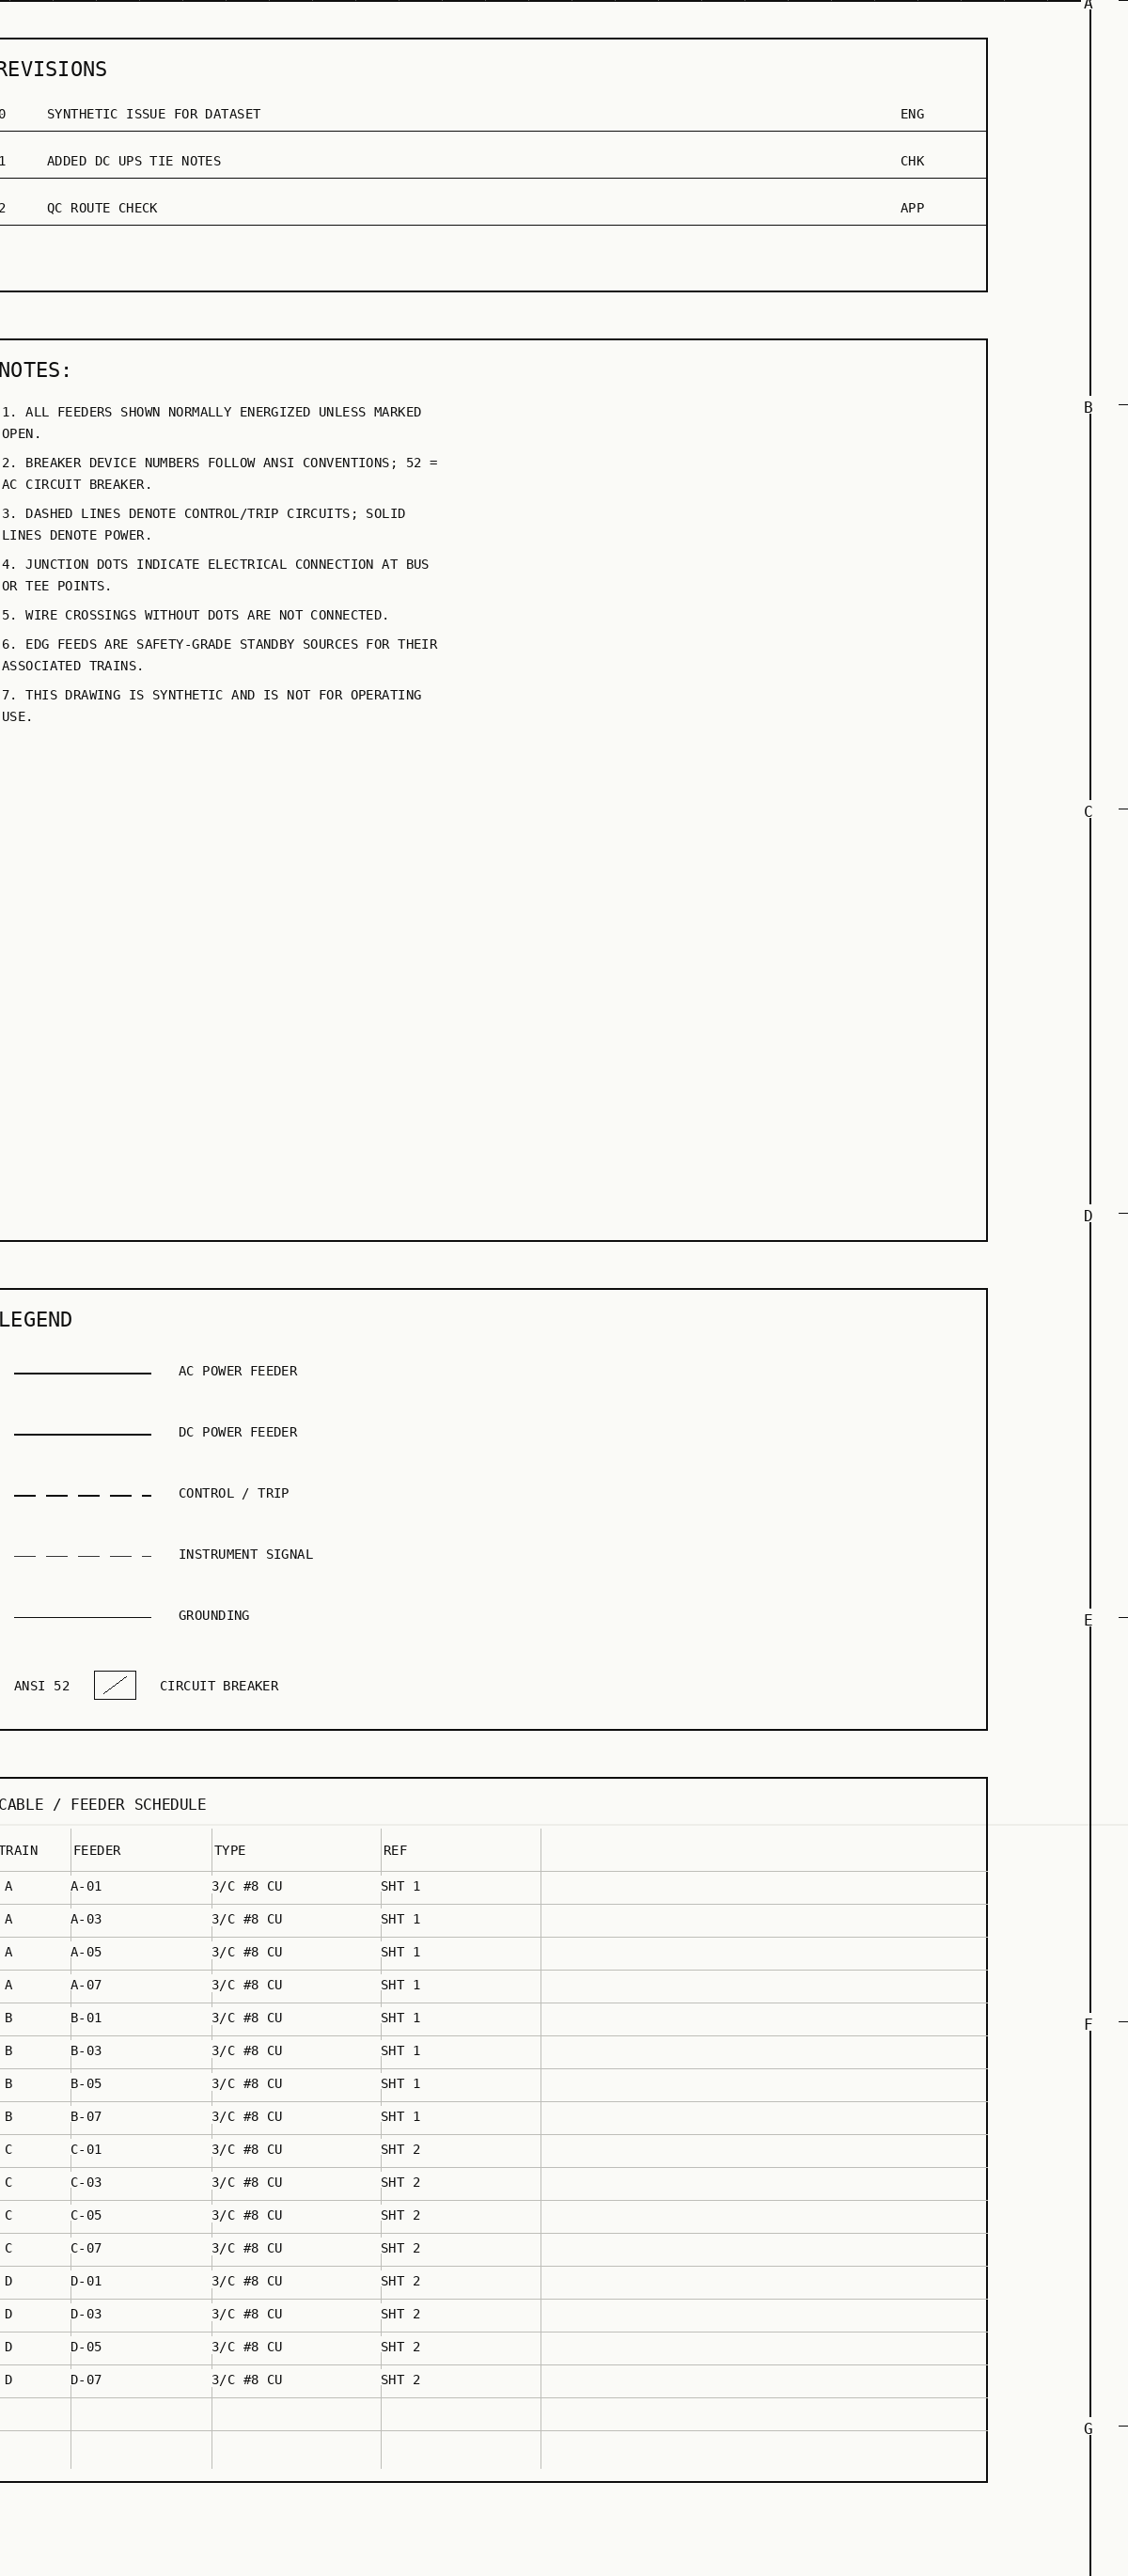 A
REVISIONS
0 SYNTHETIC ISSUE FOR DATASET ENG
1 ADDED DC UPS TIE NOTES CHK
2 QC ROUTE CHECK APP
NOTES:
1. ALL FEEDERS SHOWN NORMALLY ENERGIZED UNLESS MARKED
OPEN.
B
2. BREAKER DEVICE NUMBERS FOLLOW ANSI CONVENTIONS; 52 =
AC CIRCUIT BREAKER.
3. DASHED LINES DENOTE CONTROL/TRIP CIRCUITS; SOLID
LINES DENOTE POWER.
4. JUNCTION DOTS INDICATE ELECTRICAL CONNECTION AT BUS
OR TEE POINTS.
5. WIRE CROSSINGS WITHOUT DOTS ARE NOT CONNECTED.
6. EDG FEEDS ARE SAFETY-GRADE STANDBY SOURCES FOR THEIR
ASSOCIATED TRAINS.
7. THIS DRAWING IS SYNTHETIC AND IS NOT FOR OPERATING
USE.
C
D
LEGEND
AC POWER FEEDER
DC POWER FEEDER
CONTROL / TRIP
INSTRUMENT SIGNAL
GROUNDING
E
ANSI 52 CIRCUIT BREAKER
CABLE / FEEDER SCHEDULE
TRAIN FEEDER TYPE REF
A A-01 3/C #8 CU SHT 1
A A-03 3/C #8 CU SHT 1
A A-05 3/C #8 CU SHT 1
A A-07 3/C #8 CU SHT 1
B B-01 3/C #8 CU SHT 1
F
B B-03 3/C #8 CU SHT 1
B B-05 3/C #8 CU SHT 1
B B-07 3/C #8 CU SHT 1
C C-01 3/C #8 CU SHT 2
C C-03 3/C #8 CU SHT 2
C C-05 3/C #8 CU SHT 2
C C-07 3/C #8 CU SHT 2
D D-01 3/C #8 CU SHT 2
D D-03 3/C #8 CU SHT 2
D D-05 3/C #8 CU SHT 2
D D-07 3/C #8 CU SHT 2
G